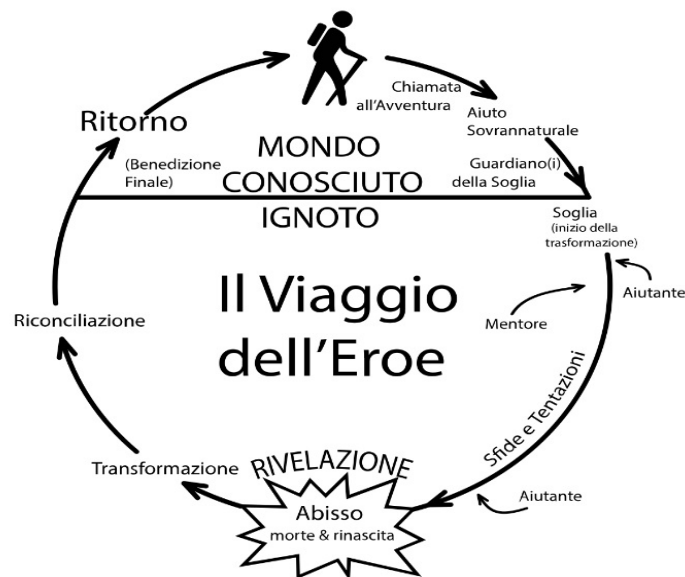 Chiamata
all'Avventura
Aiuto
Sovrannaturale
Ritorno
(Benedizione
Finale)
MONDO
CONOSCIUTO
Guardiano(i)
della Soglia
IGNOTO
Soglia
(inizio della
trasformazione)
Il Viaggio
dell'Eroe
Aiutante
Mentore
Riconciliazione
Sfide e Tentazioni
Transformazione
RIVELAZIONE
Abisso
morte & rinascita
Aiutante